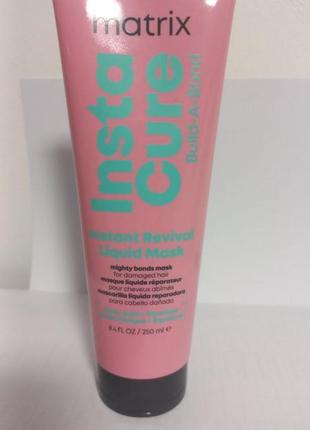 matrix
Insta
Cure
Build-A-Bond
Instant Revival
Liquid Mask
mighty bonds mask
for damaged hair
masque liquide réparateur
pour cheveux abîmés
mascarilla líquida reparadora
para cabello dañado
8.4 FL OZ / 250 ml e